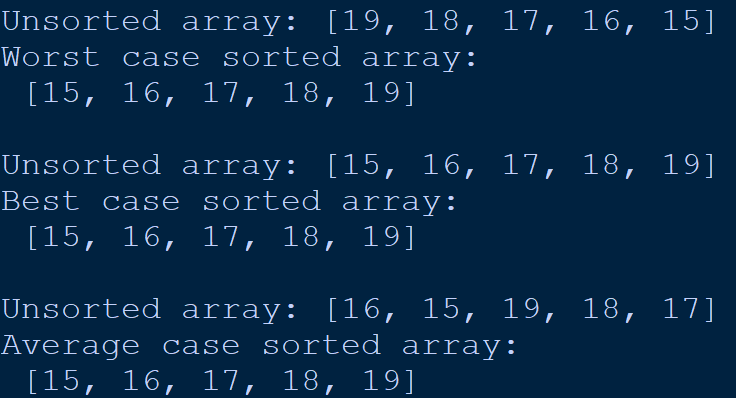 Unsorted array: [19, 18, 17, 16, 15]
Worst case sorted array:
 [15, 16, 17, 18, 19]
Unsorted array: [15, 16, 17, 18, 19]
Best case sorted array:
 [15, 16, 17, 18, 19]
Unsorted array: [16, 15, 19, 18, 17]
Average case sorted array:
 [15, 16, 17, 18, 19]